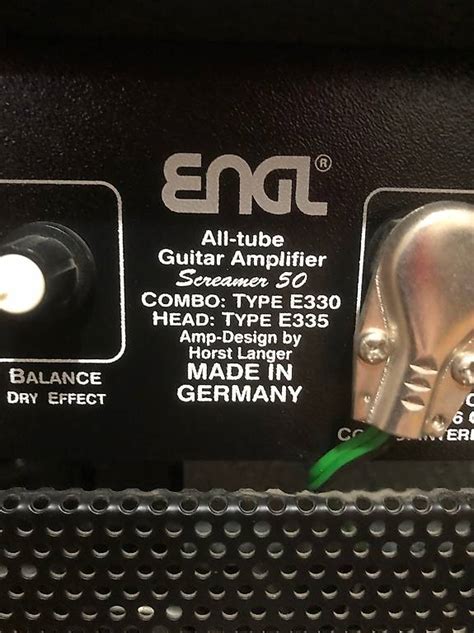 ENGL®
All-tube
Guitar Amplifier
Screamer 50
COMBO: TYPE E330
HEAD: TYPE E335
Amp-Design by
Horst Langer
MADE IN
GERMANY
BALANCE
DRY EFFECT